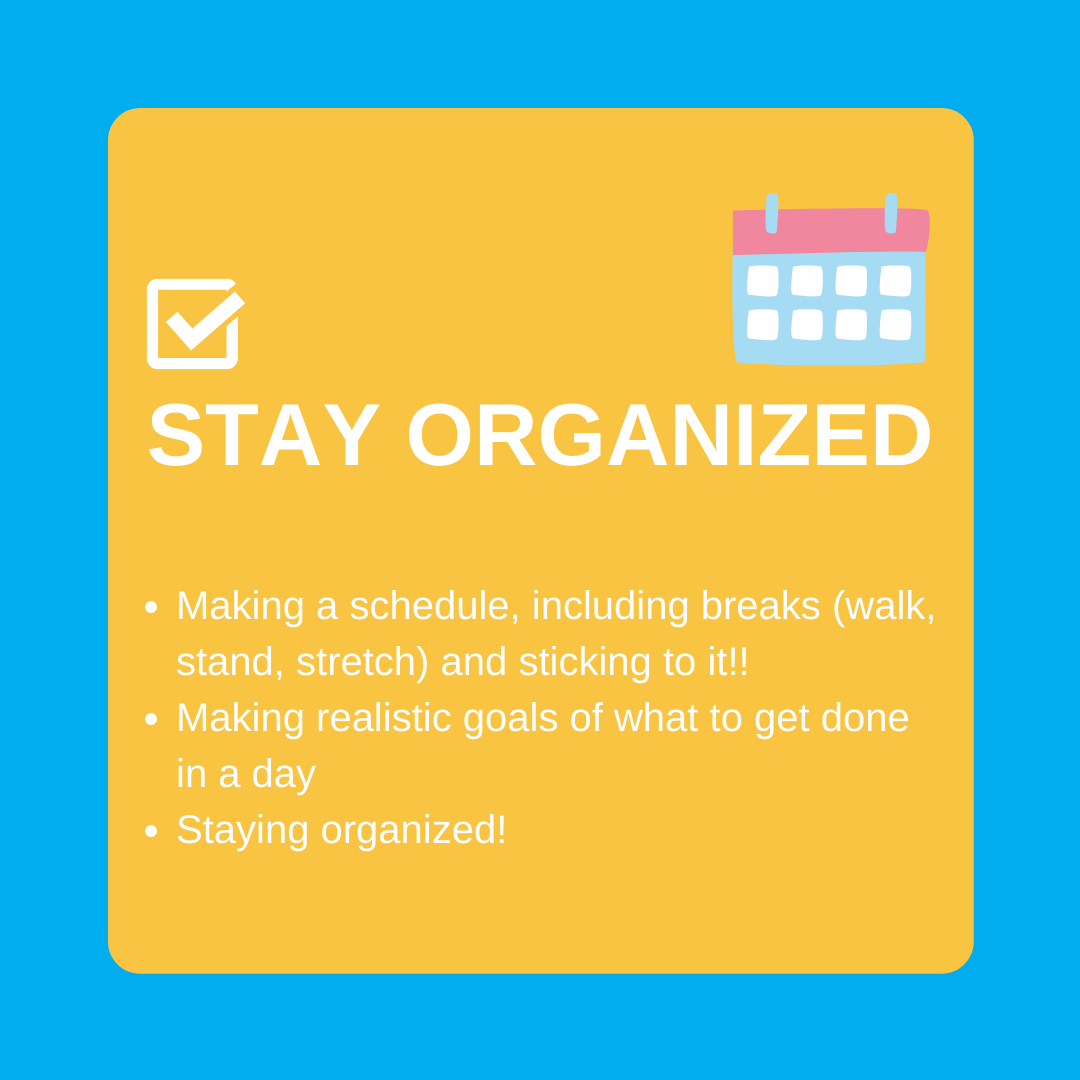 STAY ORGANIZED
• Making a schedule, including breaks (walk,
stand, stretch) and sticking to it!!
• Making realistic goals of what to get done
in a day
• Staying organized!